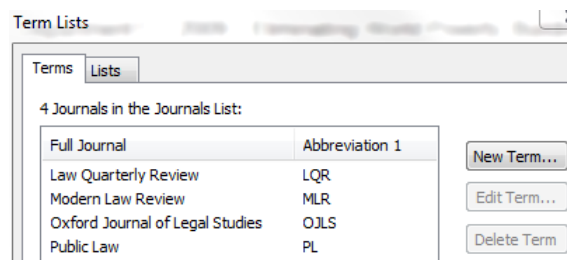 Term Lists
Terms Lists
4 Journals in the Journals List:
Full Journal Abbreviation 1
Law Quarterly Review LQR
Modern Law Review MLR
Oxford Journal of Legal Studies OJLS
Public Law PL
New Term...
Edit Term...
Delete Term